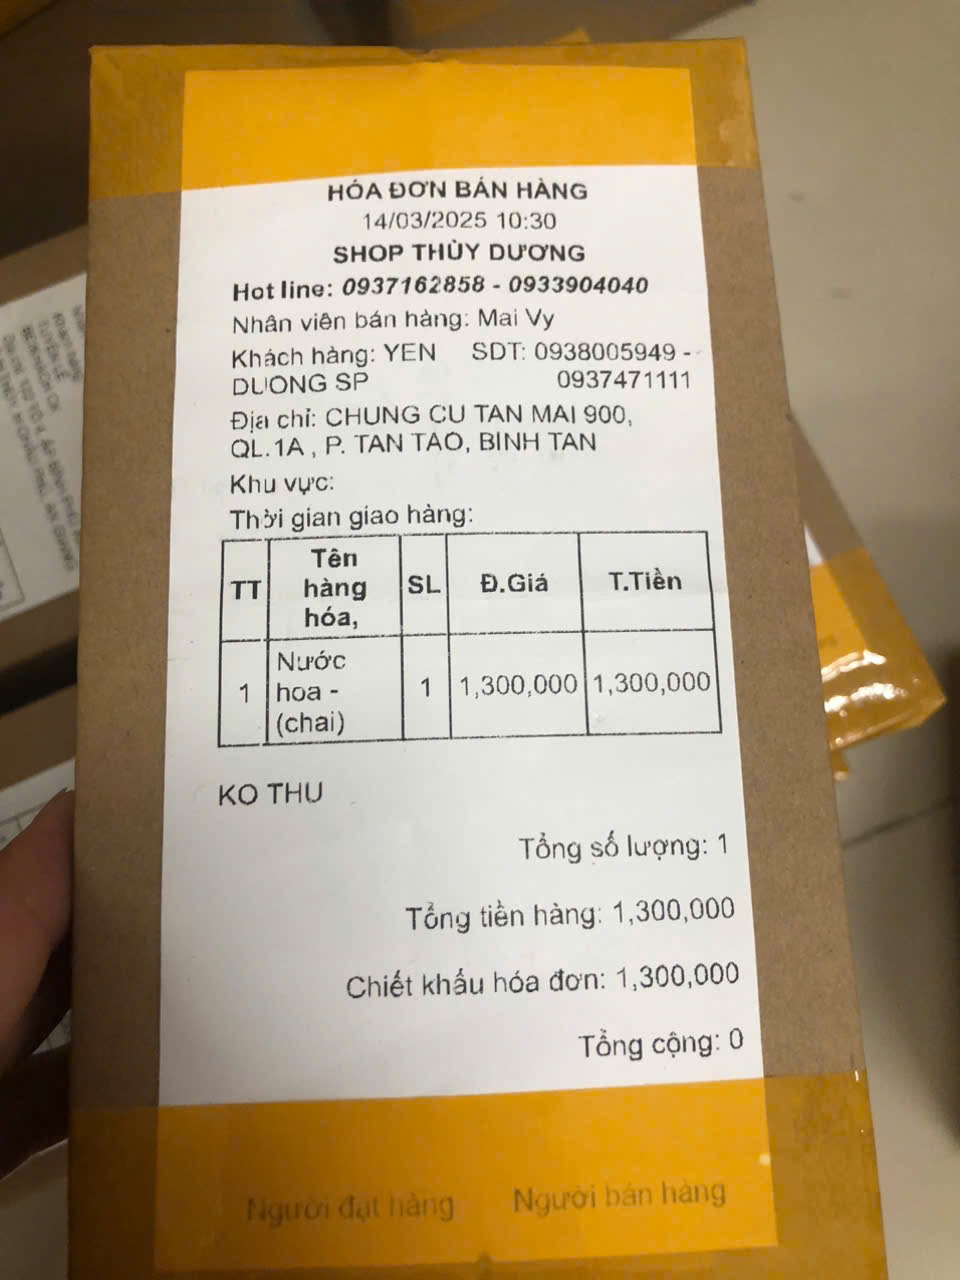 HÓA ĐƠN BÁN HÀNG
14/03/2025 10:30
SHOP THÙY DƯƠNG
Hot line: 0937162858 - 0933904040
Nhân viên bán hàng: Mai Vy
Khách hàng: YEN SDT: 0938005949 -
DUONG SP 0937471111
Địa chỉ: CHUNG CU TAN MAI 900,
QL.1A , P. TAN TAO, BINH TAN
Khu vực:
Thời gian giao hàng:
TT Tên hàng hóa, SL Đ.Giá T.Tiền
1 Nước hoa - (chai) 1 1,300,000 1,300,000
KO THU
Tổng số lượng: 1
Tổng tiền hàng: 1,300,000
Chiết khấu hóa đơn: 1,300,000
Tổng cộng: 0
Người đặt hàng Người bán hàng